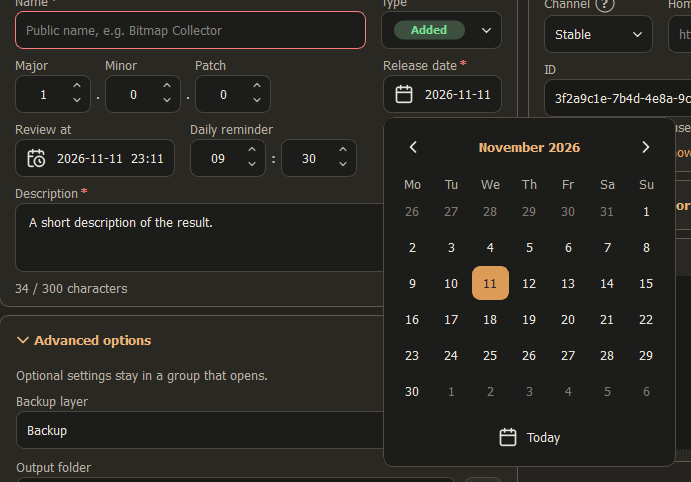 Name *
Type
Channel ?
Public name, e.g. Bitmap Collector
Added
Stable
Major
Minor
Patch
Release date *
ID
1 . 0 . 0
2026-11-11
3f2a9c1e-7b4d-4e8a-9c
Review at
Daily reminder
2026-11-11 23:11
09 : 30
Description *
A short description of the result.
34 / 300 characters
November 2026
Mo Tu We Th Fr Sa Su
26 27 28 29 30 31 1
2 3 4 5 6 7 8
9 10 11 12 13 14 15
16 17 18 19 20 21 22
23 24 25 26 27 28 29
30 1 2 3 4 5 6
Today
Advanced options
Optional settings stay in a group that opens.
Backup layer
Backup
Output folder